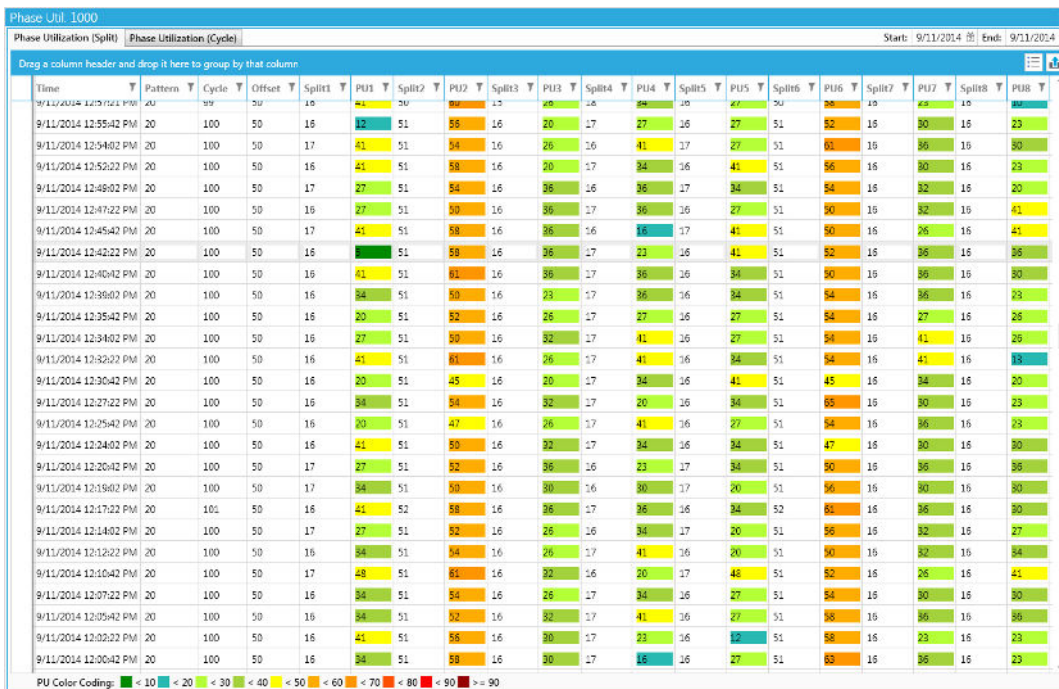 Phase Util: 1000
Phase Utilization (Split) Phase Utilization (Cycle) Start: 9/11/2014 End: 9/11/2014
Drag a column header and drop it here to group by that column
Time Pattern Cycle Offset Split1 PU1 Split2 PU2 Split3 PU3 Split4 PU4 Split5 PU5 Split6 PU6 Split7 PU7 Split8 PU8
9/11/2014 12:57:21 PM 20 99 50 16 41 50 60 15 26 18 34 16 27 50 58 16 23 16 10
9/11/2014 12:55:42 PM 20 100 50 16 12 51 56 16 20 17 27 16 27 51 52 16 30 16 23
9/11/2014 12:54:02 PM 20 100 50 17 41 51 54 16 26 16 41 17 27 51 61 16 36 16 30
9/11/2014 12:52:22 PM 20 100 50 16 41 51 58 16 20 17 34 16 41 51 56 16 30 16 23
9/11/2014 12:49:02 PM 20 100 50 17 27 51 54 16 36 16 36 17 34 51 54 16 32 16 20
9/11/2014 12:47:22 PM 20 100 50 16 27 51 50 16 36 17 36 16 27 51 50 16 32 16 41
9/11/2014 12:45:42 PM 20 100 50 17 41 51 58 16 36 16 16 17 41 51 50 16 26 16 41
9/11/2014 12:42:22 PM 20 100 50 16 5 51 58 16 36 17 23 16 41 51 52 16 36 16 36
9/11/2014 12:40:42 PM 20 100 50 16 41 51 61 16 36 17 36 16 34 51 50 16 36 16 30
9/11/2014 12:39:02 PM 20 100 50 16 34 51 50 16 23 17 36 16 34 51 54 16 36 16 23
9/11/2014 12:35:42 PM 20 100 50 16 20 51 52 16 26 17 27 16 27 51 54 16 27 16 26
9/11/2014 12:34:02 PM 20 100 50 16 27 51 50 16 32 17 41 16 27 51 54 16 41 16 26
9/11/2014 12:32:22 PM 20 100 50 16 41 51 61 16 26 17 41 16 34 51 54 16 41 16 13
9/11/2014 12:30:42 PM 20 100 50 16 20 51 45 16 20 17 34 16 41 51 45 16 34 16 20
9/11/2014 12:27:22 PM 20 100 50 16 34 51 54 16 32 17 20 16 34 51 65 16 30 16 23
9/11/2014 12:25:42 PM 20 100 50 16 20 51 47 16 26 17 41 16 27 51 54 16 36 16 23
9/11/2014 12:24:02 PM 20 100 50 16 41 51 50 16 32 17 34 16 34 51 47 16 30 16 30
9/11/2014 12:20:42 PM 20 100 50 17 27 51 52 16 36 16 23 17 34 51 50 16 36 16 36
9/11/2014 12:19:02 PM 20 100 50 17 34 51 50 16 30 16 30 17 20 51 56 16 30 16 30
9/11/2014 12:17:22 PM 20 101 50 16 41 52 58 16 36 17 36 16 34 52 61 16 36 16 30
9/11/2014 12:14:02 PM 20 100 50 17 27 51 52 16 26 16 34 17 20 51 56 16 32 16 27
9/11/2014 12:12:22 PM 20 100 50 16 34 51 54 16 26 17 41 16 20 51 50 16 32 16 34
9/11/2014 12:10:42 PM 20 100 50 17 48 51 61 16 32 16 20 17 48 51 52 16 26 16 41
9/11/2014 12:07:22 PM 20 100 50 16 34 51 54 16 26 17 34 16 27 51 54 16 30 16 30
9/11/2014 12:05:42 PM 20 100 50 16 34 51 52 16 32 17 41 16 27 51 58 16 36 16 36
9/11/2014 12:02:22 PM 20 100 50 16 41 51 56 16 30 17 23 16 12 51 58 16 23 16 23
9/11/2014 12:00:42 PM 20 100 50 16 34 51 58 16 30 17 16 16 27 51 63 16 36 16 23
PU Color Coding: < 10 < 20 < 30 < 40 < 50 < 60 < 70 < 80 < 90 >= 90